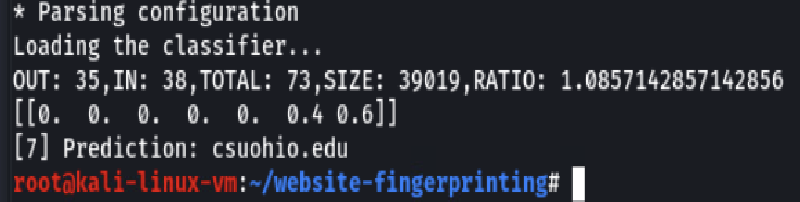 * Parsing configuration
Loading the classifier...
OUT: 35,IN: 38,TOTAL: 73,SIZE: 39019,RATIO: 1.0857142857142856
[[0.  0.  0.  0.  0.  0.4 0.6]]
[7] Prediction: csuohio.edu
root@kali-linux-vm:~/website-fingerprinting#